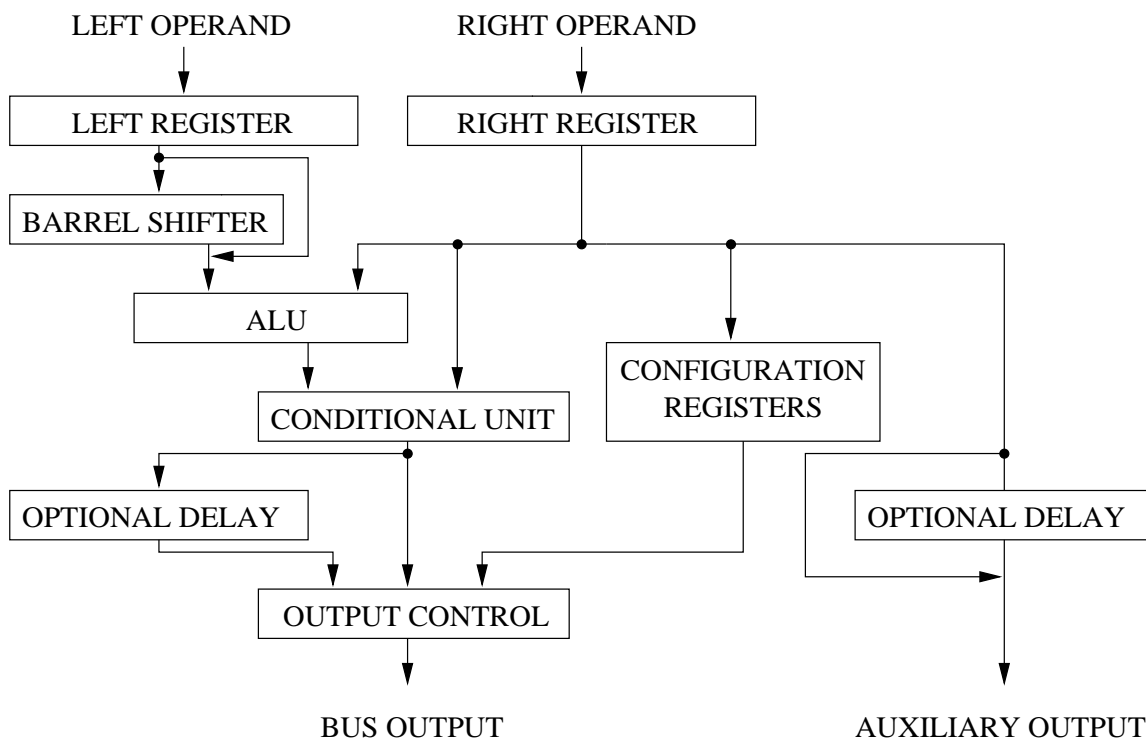 LEFT OPERAND
RIGHT OPERAND
LEFT REGISTER
RIGHT REGISTER
BARREL SHIFTER
ALU
CONFIGURATION
REGISTERS
CONDITIONAL UNIT
OPTIONAL DELAY
OPTIONAL DELAY
OUTPUT CONTROL
BUS OUTPUT
AUXILIARY OUTPUT